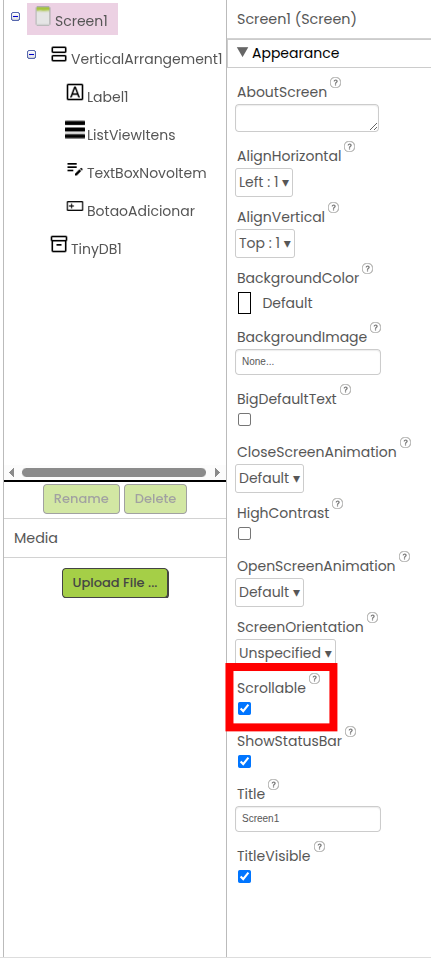 Screen1
VerticalArrangement1
Label1
ListViewItens
TextBoxNovoItem
BotaoAdicionar
TinyDB1
Rename
Delete
Media
Upload File ...
Screen1 (Screen)
Appearance
AboutScreen
AlignHorizontal
Left : 1
AlignVertical
Top : 1
BackgroundColor
Default
BackgroundImage
None...
BigDefaultText
CloseScreenAnimation
Default
HighContrast
OpenScreenAnimation
Default
ScreenOrientation
Unspecified
Scrollable
ShowStatusBar
Title
Screen1
TitleVisible